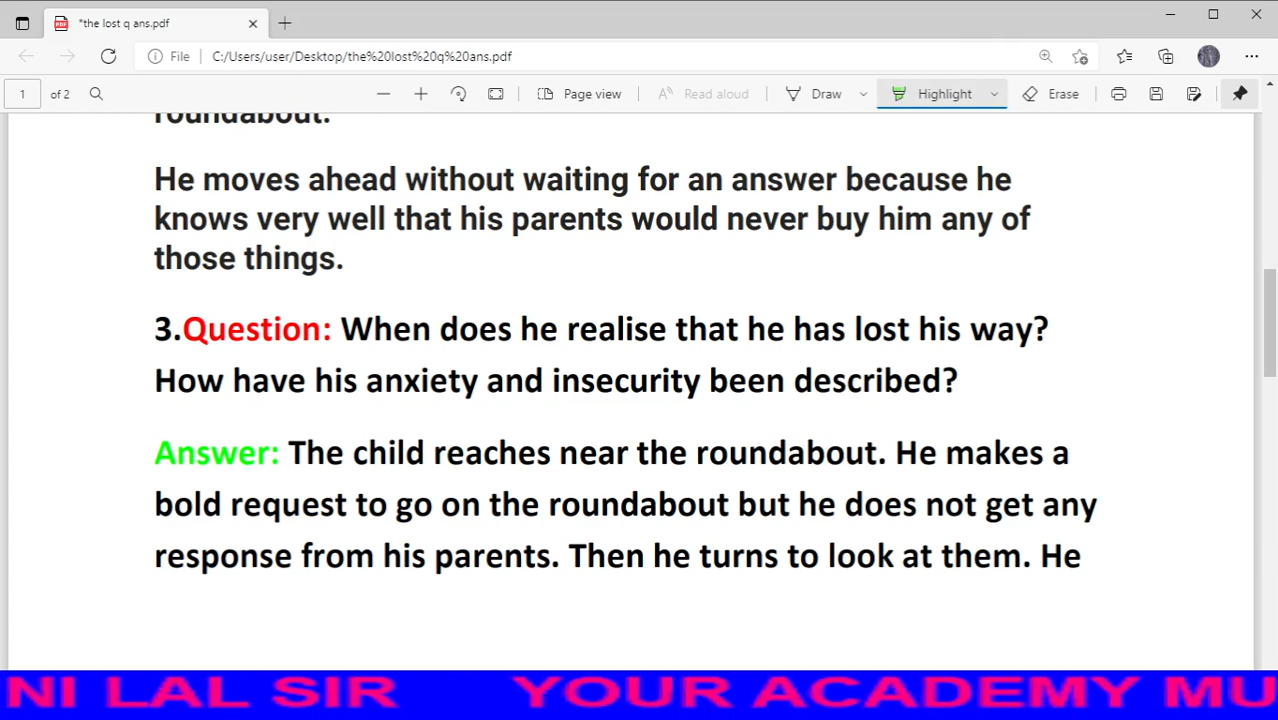 *the lost q ans.pdf
File C:/Users/user/Desktop/the%20lost%20q%20ans.pdf
1 of 2 Page view Read aloud Draw Highlight Erase
roundabout.
He moves ahead without waiting for an answer because he
knows very well that his parents would never buy him any of
those things.
3.Question: When does he realise that he has lost his way?
How have his anxiety and insecurity been described?
Answer: The child reaches near the roundabout. He makes a
bold request to go on the roundabout but he does not get any
response from his parents. Then he turns to look at them. He
NI LAL SIR YOUR ACADEMY MU